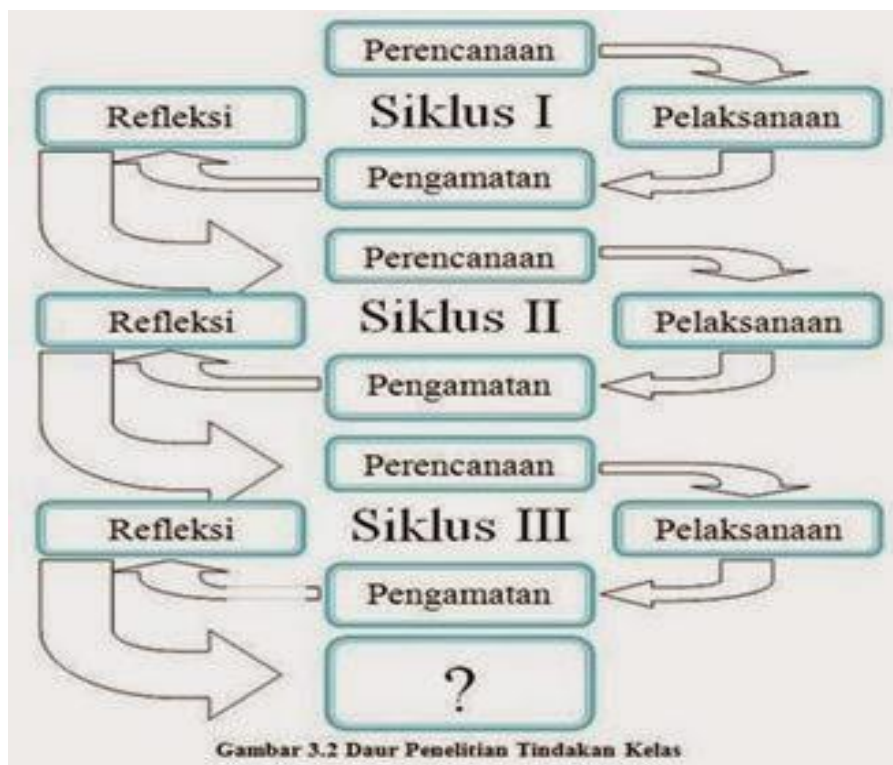 Perencanaan
Refleksi
Siklus I
Pelaksanaan
Pengamatan
Perencanaan
Refleksi
Siklus II
Pelaksanaan
Pengamatan
Perencanaan
Refleksi
Siklus III
Pelaksanaan
Pengamatan
?
Gambar 3.2 Daur Penelitian Tindakan Kelas